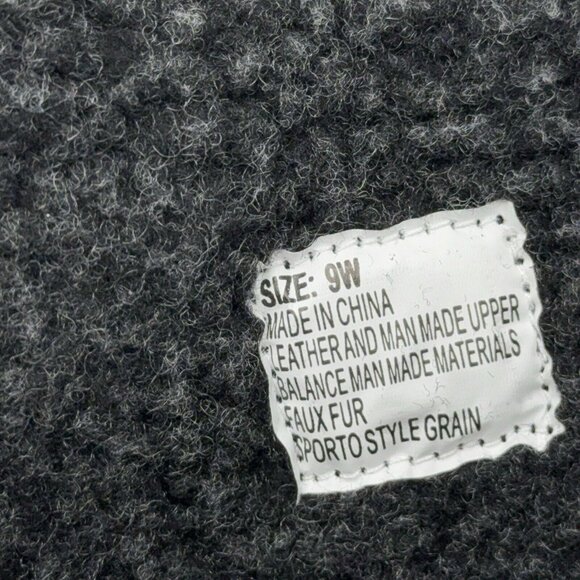 SIZE: 9W
MADE IN CHINA
LEATHER AND MAN MADE UPPER
BALANCE MAN MADE MATERIALS
FAUX FUR
SPORTO STYLE GRAIN